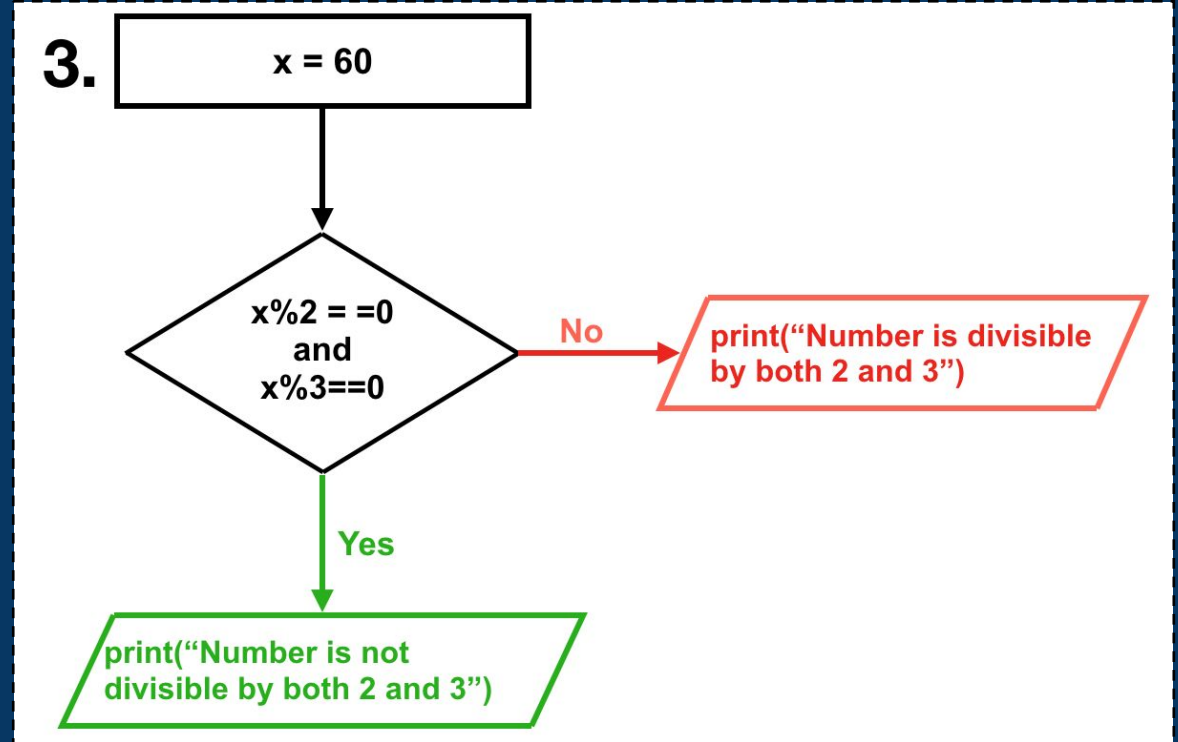 3.
x = 60
x%2 = =0
and
x%3==0
No
print(“Number is divisible
by both 2 and 3”)
Yes
print(“Number is not
divisible by both 2 and 3”)